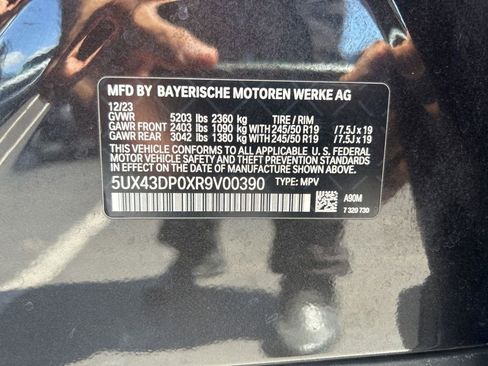 MFD BY BAYERISCHE MOTOREN WERKE AG
12/23
GVWR 5203 lbs 2360 kg TIRE / RIM
GAWR FRONT 2403 lbs 1090 kg WITH 245/50 R19 /7.5J x 19
GAWR REAR 3042 lbs 1380 kg WITH 245/50 R19 /7.5J x 19
THIS VEHICLE CONFORMS TO ALL APPLICABLE U. S. FEDERAL
MOTOR VEHICLE SAFETY, BUMPER, AND THEFT PREVENTION STANDARDS
IN EFFECT ON THE DATE OF MANUFACTURE SHOWN ABOVE.
5UX43DP0XR9V00390 TYPE: MPV
A90M
7 320 730